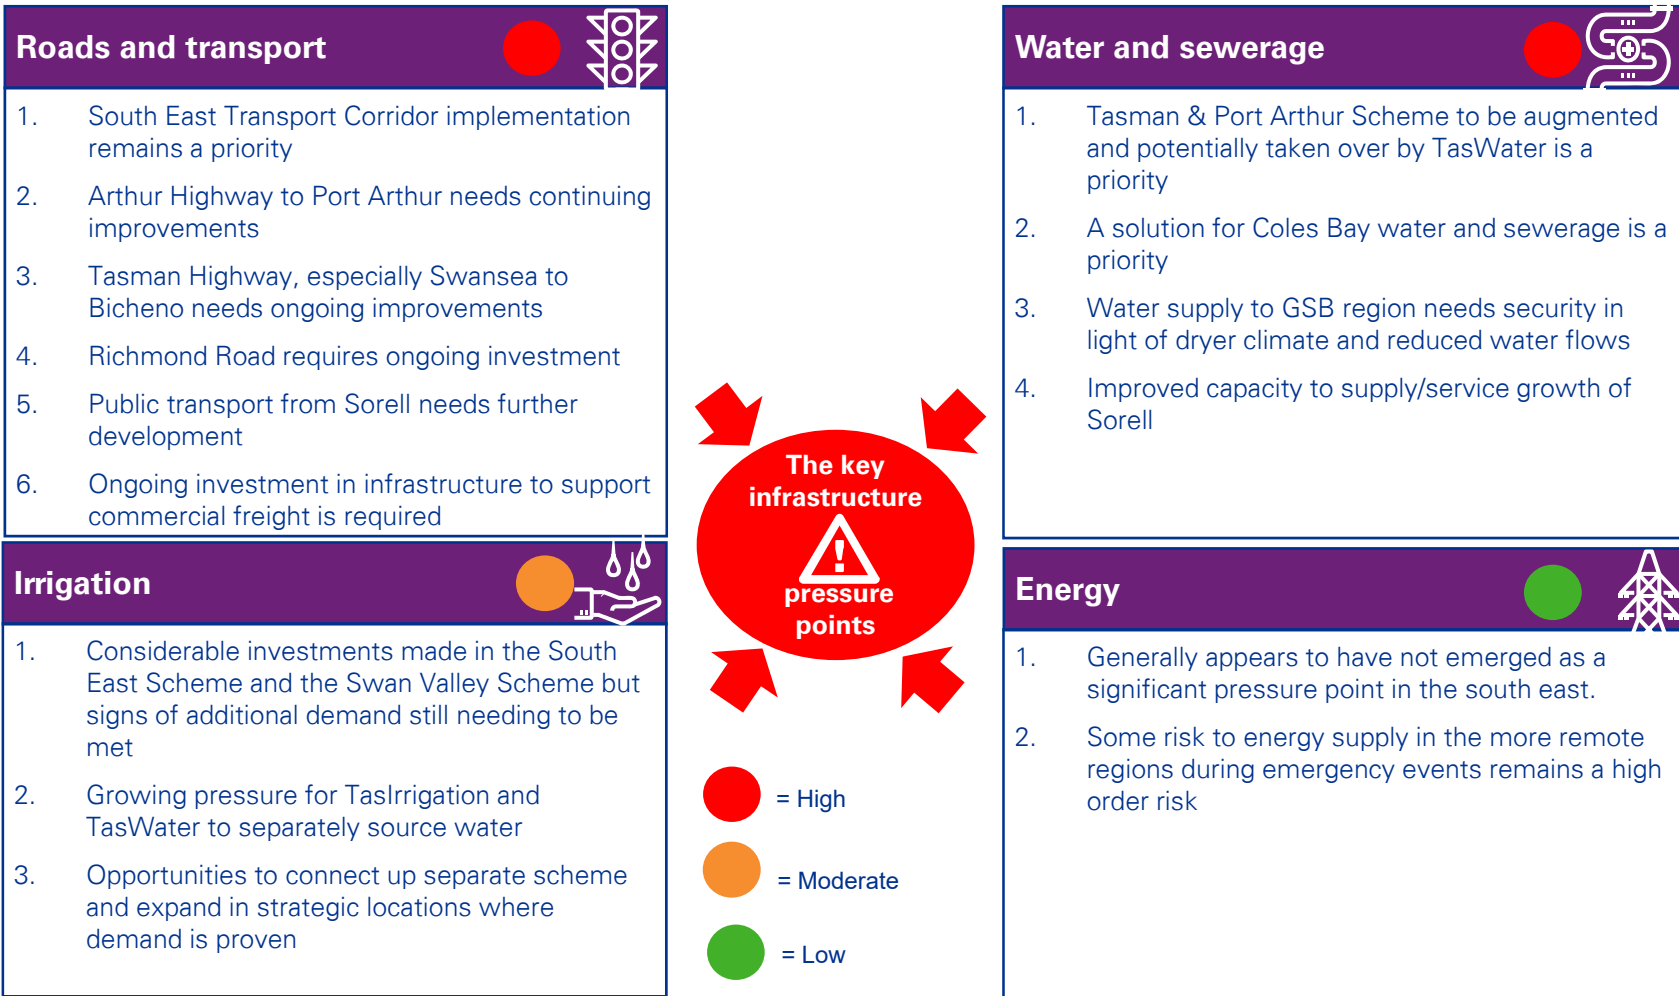 Roads and transport
1. South East Transport Corridor implementation
remains a priority
2. Arthur Highway to Port Arthur needs continuing
improvements
3. Tasman Highway, especially Swansea to
Bicheno needs ongoing improvements
4. Richmond Road requires ongoing investment
5. Public transport from Sorell needs further
development
6. Ongoing investment in infrastructure to support
commercial freight is required
Irrigation
1. Considerable investments made in the South
East Scheme and the Swan Valley Scheme but
signs of additional demand still needing to be
met
2. Growing pressure for TasIrrigation and
TasWater to separately source water
3. Opportunities to connect up separate scheme
and expand in strategic locations where
demand is proven
The key
infrastructure
!
pressure
points
= High
= Moderate
= Low
Water and sewerage
1. Tasman & Port Arthur Scheme to be augmented
and potentially taken over by TasWater is a
priority
2. A solution for Coles Bay water and sewerage is a
priority
3. Water supply to GSB region needs security in
light of dryer climate and reduced water flows
4. Improved capacity to supply/service growth of
Sorell
Energy
1. Generally appears to have not emerged as a
significant pressure point in the south east.
2. Some risk to energy supply in the more remote
regions during emergency events remains a high
order risk